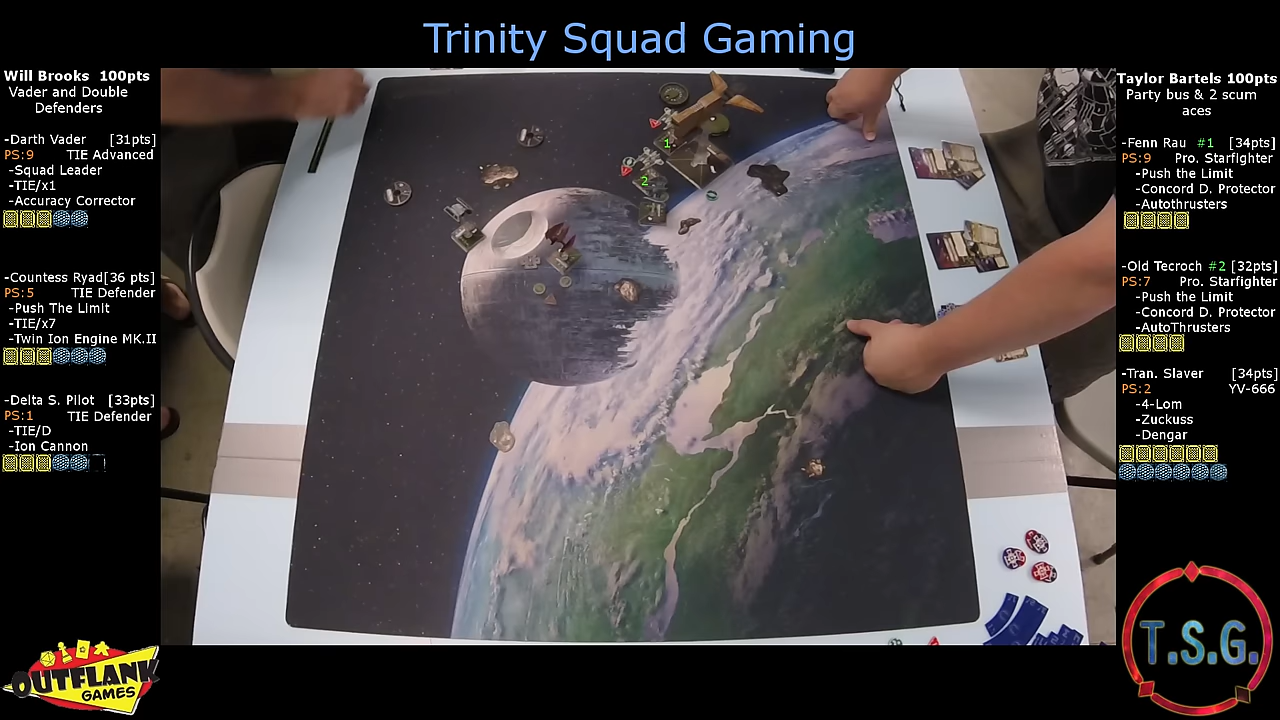 Trinity Squad Gaming
Will Brooks 100pts
Vader and Double
Defenders
-Darth Vader [31pts]
PS:9 TIE Advanced
-Squad Leader
-TIE/x1
-Accuracy Corrector
-Countess Ryad[36 pts]
PS:5 TIE Defender
-Push The Limit
-TIE/x7
-Twin Ion Engine MK.II
-Delta S. Pilot [33pts]
PS:1 TIE Defender
-TIE/D
-Ion Cannon
OUTFLANK
GAMES
1
2
Taylor Bartels 100pts
Party bus & 2 scum
aces
-Fenn Rau #1 [34pts]
PS:9 Pro. Starfighter
-Push the Limit
-Concord D. Protector
-Autothrusters
-Old Tecroch #2 [32pts]
PS:7 Pro. Starfighter
-Push the Limit
-Concord D. Protector
-AutoThrusters
-Tran. Slaver [34pts]
PS:2 YV-666
-4-Lom
-Zuckuss
-Dengar
T.S.G.